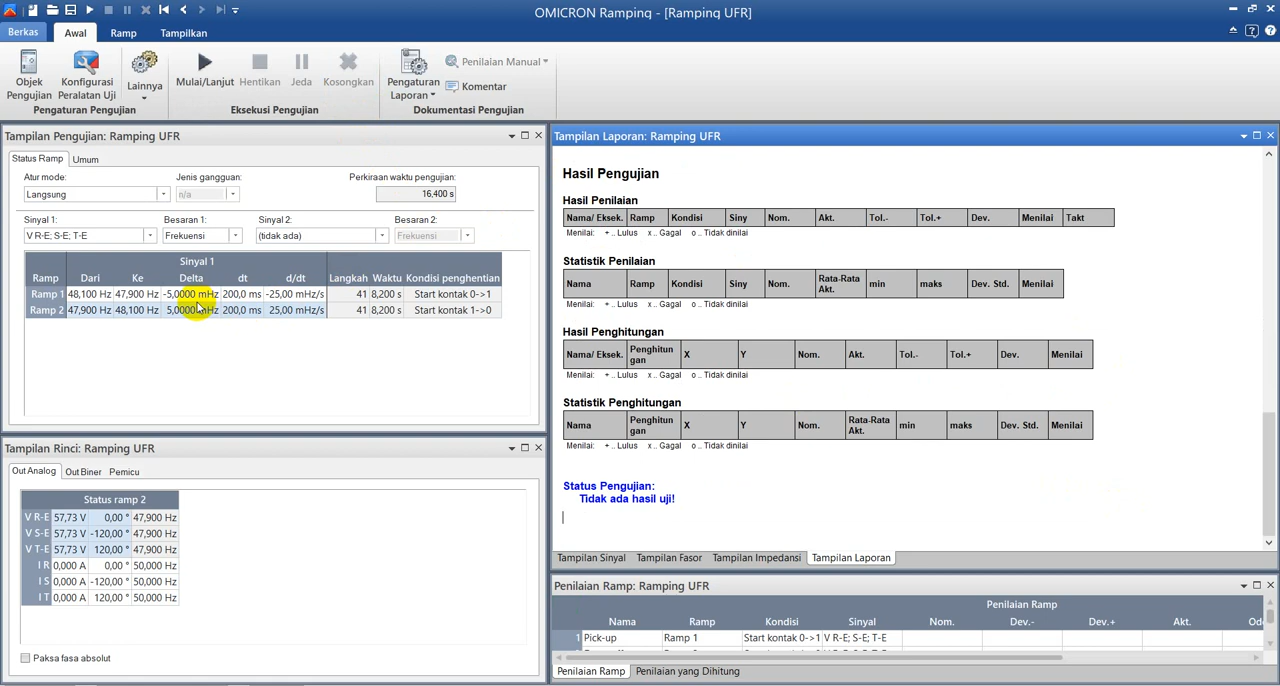 OMICRON Ramping - [Ramping UFR]
Berkas
Awal
Ramp
Tampilkan
Objek Pengujian
Konfigurasi Peralatan Uji
Lainnya
Pengaturan Pengujian
Mulai/Lanjut
Hentikan
Jeda
Kosongkan
Eksekusi Pengujian
Pengaturan Laporan
Penilaian Manual
Komentar
Dokumentasi Pengujian
Tampilan Pengujian: Ramping UFR
Status Ramp
Umum
Atur mode:
Jenis gangguan:
Perkiraan waktu pengujian:
Langsung
n/a
16,400 s
Sinyal 1:
Besaran 1:
Sinyal 2:
Besaran 2:
V R-E; S-E; T-E
Frekuensi
(tidak ada)
Frekuensi
Sinyal 1
Ramp Dari Ke Delta dt d/dt Langkah Waktu Kondisi penghentian
Ramp 1 48,100 Hz 47,900 Hz -5,0000 mHz 200,0 ms -25,00 mHz/s 41 8,200 s Start kontak 0->1
Ramp 2 47,900 Hz 48,100 Hz 5,0000 mHz 200,0 ms 25,00 mHz/s 41 8,200 s Start kontak 1->0
Tampilan Rinci: Ramping UFR
Out Analog
Out Biner
Pemicu
Status ramp 2
V R-E 57,73 V 0,00 ° 47,900 Hz
V S-E 57,73 V -120,00 ° 47,900 Hz
V T-E 57,73 V 120,00 ° 47,900 Hz
I R 0,000 A 0,00 ° 50,000 Hz
I S 0,000 A -120,00 ° 50,000 Hz
I T 0,000 A 120,00 ° 50,000 Hz
Paksa fasa absolut
Tampilan Laporan: Ramping UFR
Hasil Pengujian
Hasil Penilaian
Nama/ Eksek. Ramp Kondisi Siny Nom. Akt. Tol.- Tol.+ Dev. Menilai Takt
Menilai: + .. Lulus x .. Gagal o .. Tidak dinilai
Statistik Penilaian
Nama Ramp Kondisi Siny Nom. Rata-Rata Akt. min maks Dev. Std. Menilai
Menilai: + .. Lulus x .. Gagal o .. Tidak dinilai
Hasil Penghitungan
Nama/ Eksek. Penghitun gan X Y Nom. Akt. Tol.- Tol.+ Dev. Menilai
Menilai: + .. Lulus x .. Gagal o .. Tidak dinilai
Statistik Penghitungan
Nama Penghitun gan X Y Nom. Rata-Rata Akt. min maks Dev. Std. Menilai
Menilai: + .. Lulus x .. Gagal o .. Tidak dinilai
Status Pengujian:
Tidak ada hasil uji!
Tampilan Sinyal
Tampilan Fasor
Tampilan Impedansi
Tampilan Laporan
Penilaian Ramp: Ramping UFR
Penilaian Ramp
Nama Ramp Kondisi Sinyal Nom. Dev.- Dev.+ Akt.
1 Pick-up Ramp 1 Start kontak 0->1 V R-E; S-E; T-E
Penilaian Ramp
Penilaian yang Dihitung